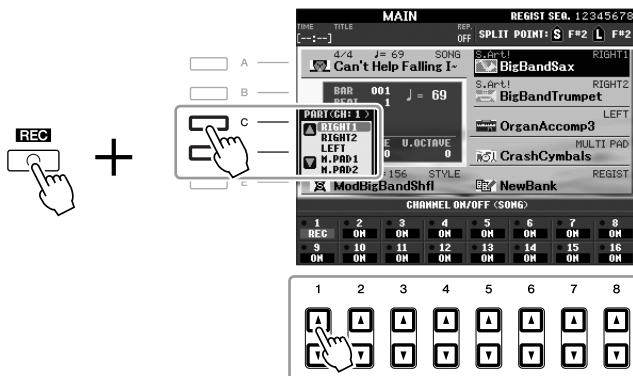 MAIN
REGIST SEQ. 12345678
TIME TITLE REP.
[--:--] OFF
SPLIT POINT: S F#2 L F#2
4/4 ♩= 69 SONG
Can't Help Falling I~
S.Art! RIGHT1
BigBandSax
BAR 001 ♩ = 69
BEAT 1
S.Art! RIGHT2
BigBandTrumpet
PART(CH: 1 )
RIGHT1
RIGHT2
LEFT
M.PAD1
M.PAD2
U.OCTAVE
0 0
LEFT
OrganAccomp3
MULTI PAD
CrashCymbals
156 STYLE
ModBigBandShfl
REGIST
NewBank
CHANNEL ON/OFF (SONG)
1 2 3 4 5 6 7 8
REC ON ON ON ON ON ON ON
9 10 11 12 13 14 15 16
ON ON ON ON ON ON ON ON
A
B
C
E
REC
1 2 3 4 5 6 7 8